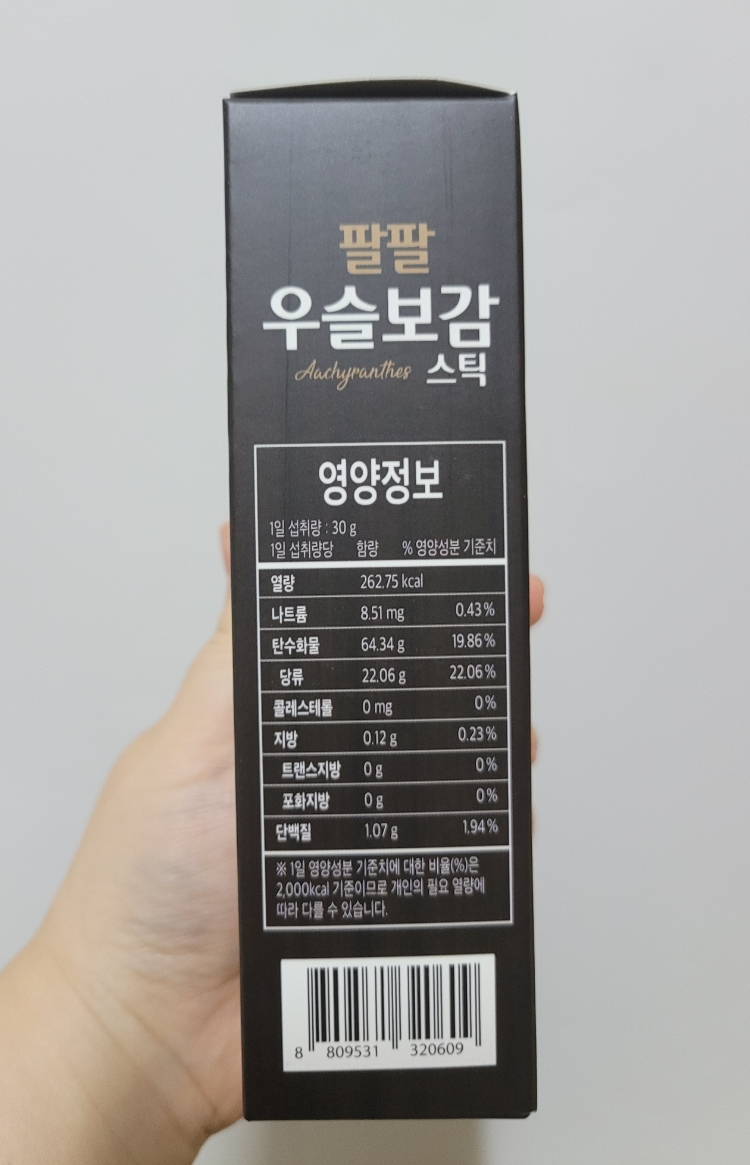 팔팔
우슬보감
Aachyranthes 스틱
영양정보
1일 섭취량 : 30 g
1일 섭취량당 함량 % 영양성분 기준치
열량 262.75 kcal
나트륨 8.51 mg 0.43%
탄수화물 64.34 g 19.86%
당류 22.06 g 22.06%
콜레스테롤 0 mg 0%
지방 0.12 g 0.23%
트랜스지방 0 g 0%
포화지방 0 g 0%
단백질 1.07 g 1.94%
※ 1일 영양성분 기준치에 대한 비율(%)은
2,000kcal 기준이므로 개인의 필요 열량에
따라 다를 수 있습니다.
8 809531 320609